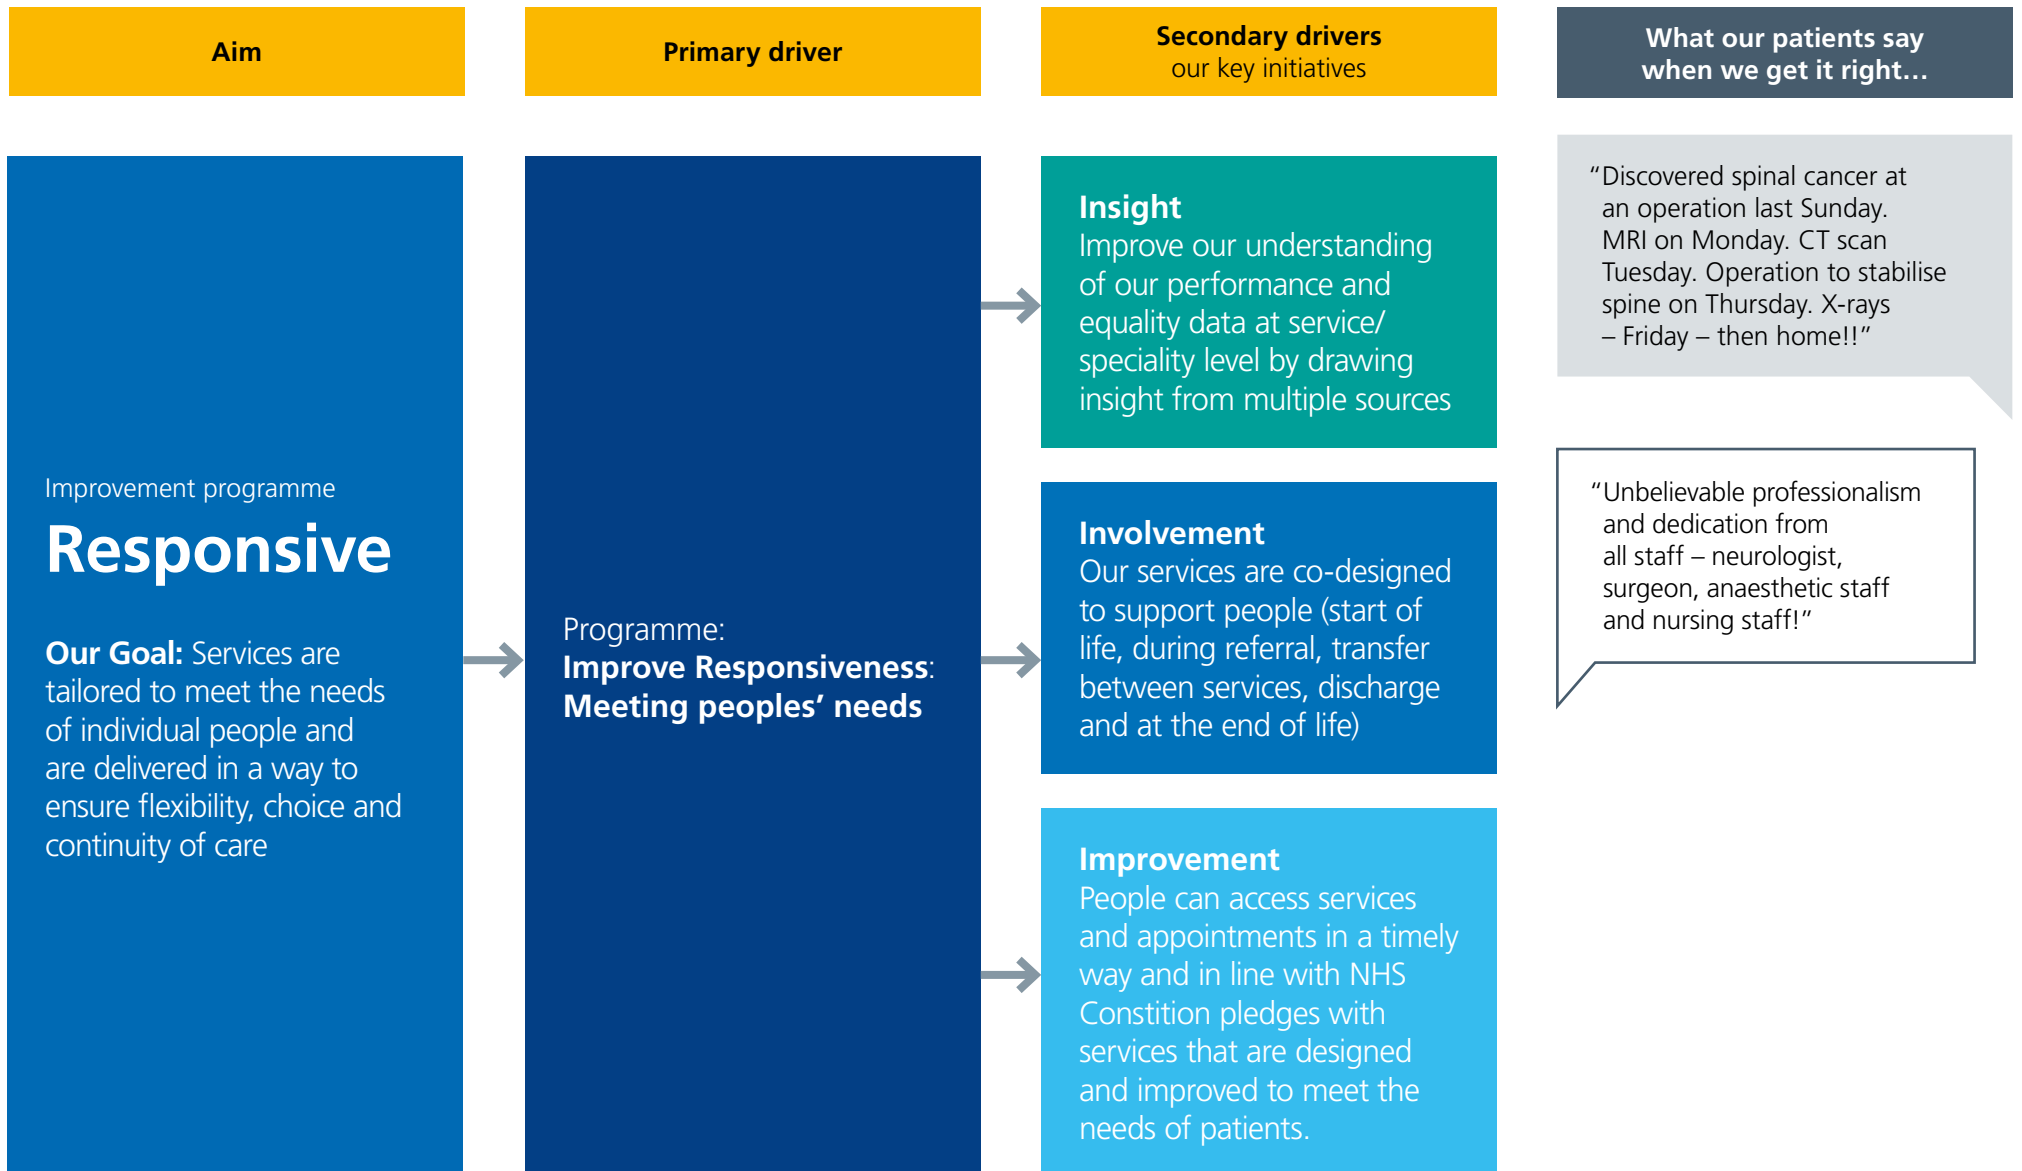 Aim
Primary driver
Secondary drivers
our key initiatives
What our patients say
when we get it right…
Improvement programme
Responsive
Our Goal: Services are
tailored to meet the needs
of individual people and
are delivered in a way to
ensure flexibility, choice and
continuity of care
Programme:
Improve Responsiveness:
Meeting peoples’ needs
Insight
Improve our understanding
of our performance and
equality data at service/
speciality level by drawing
insight from multiple sources
Involvement
Our services are co-designed
to support people (start of
life, during referral, transfer
between services, discharge
and at the end of life)
Improvement
People can access services
and appointments in a timely
way and in line with NHS
Constition pledges with
services that are designed
and improved to meet the
needs of patients.
“Discovered spinal cancer at
an operation last Sunday.
MRI on Monday. CT scan
Tuesday. Operation to stabilise
spine on Thursday. X-rays
– Friday – then home!!”
“Unbelievable professionalism
and dedication from
all staff – neurologist,
surgeon, anaesthetic staff
and nursing staff!”